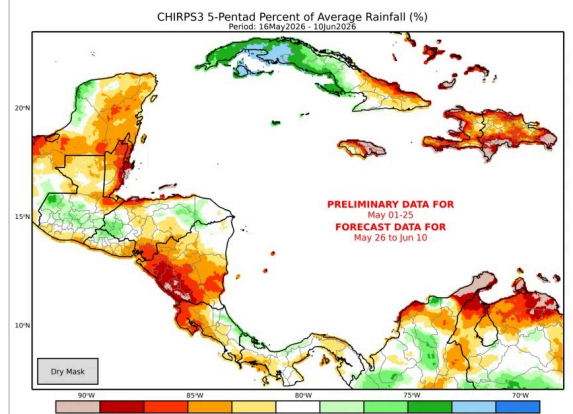 CHIRPS3 5-Pentad Percent of Average Rainfall (%)
Period: 16May2026 - 10Jun2026
20°N
PRELIMINARY DATA FOR
May 01-25
15°N
FORECAST DATA FOR
May 26 to Jun 10
10°N
Dry Mask
90°W 85°W 80°W 75°W 70°W